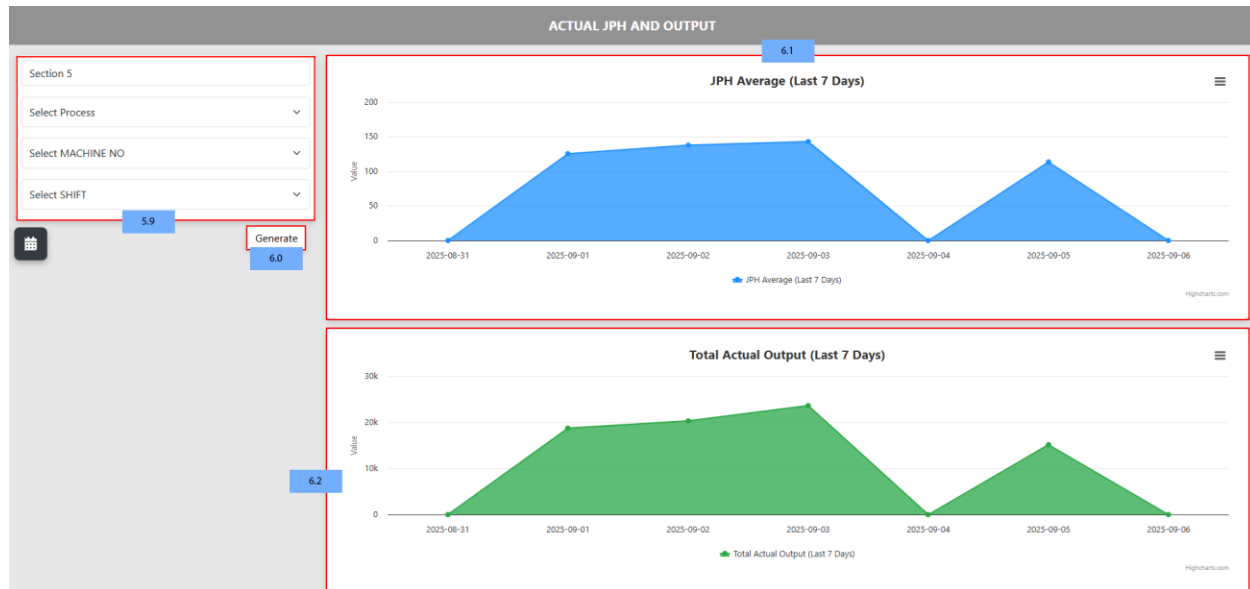 ACTUAL JPH AND OUTPUT
Section 5
Select Process
Select MACHINE NO
Select SHIFT
5.9
Generate
6.0
6.1
JPH Average (Last 7 Days)
200
150
100
50
0
Value
2025-08-31 2025-09-01 2025-09-02 2025-09-03 2025-09-04 2025-09-05 2025-09-06
JPH Average (Last 7 Days)
Highcharts.com
6.2
Total Actual Output (Last 7 Days)
30k
20k
10k
0
Value
2025-08-31 2025-09-01 2025-09-02 2025-09-03 2025-09-04 2025-09-05 2025-09-06
Total Actual Output (Last 7 Days)
Highcharts.com